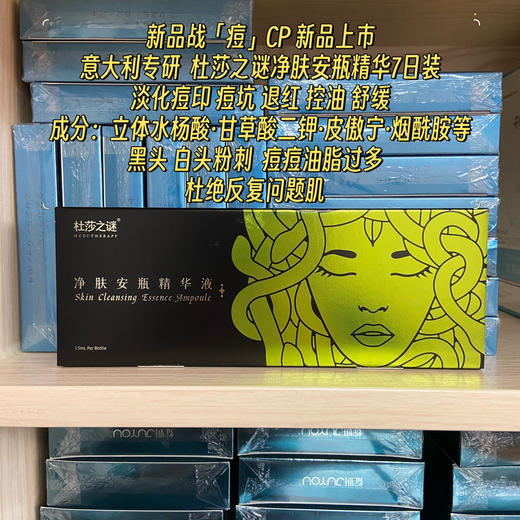 新品战「痘」CP 新品上市
意大利专研 杜莎之谜净肤安瓶精华7日装
淡化痘印 痘坑 退红 控油 舒缓
成分：立体水杨酸·甘草酸二钾·皮傲宁·烟酰胺等
黑头 白头粉刺 痘痘油脂过多
杜绝反复问题肌
杜莎之谜®
MEDUTHERAPY
净肤安瓶精华液
Skin Cleansing Essence Ampoule
1.5mL Per Bottle